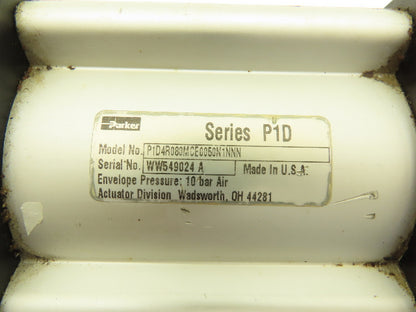 Parker
Series P1D
Model No. P1D4R080MCE0050N1NNN
Serial No. WW549024 A Made in U.S.A.
Envelope Pressure; 10 bar Air
Actuator Division, Wadsworth, OH 44281